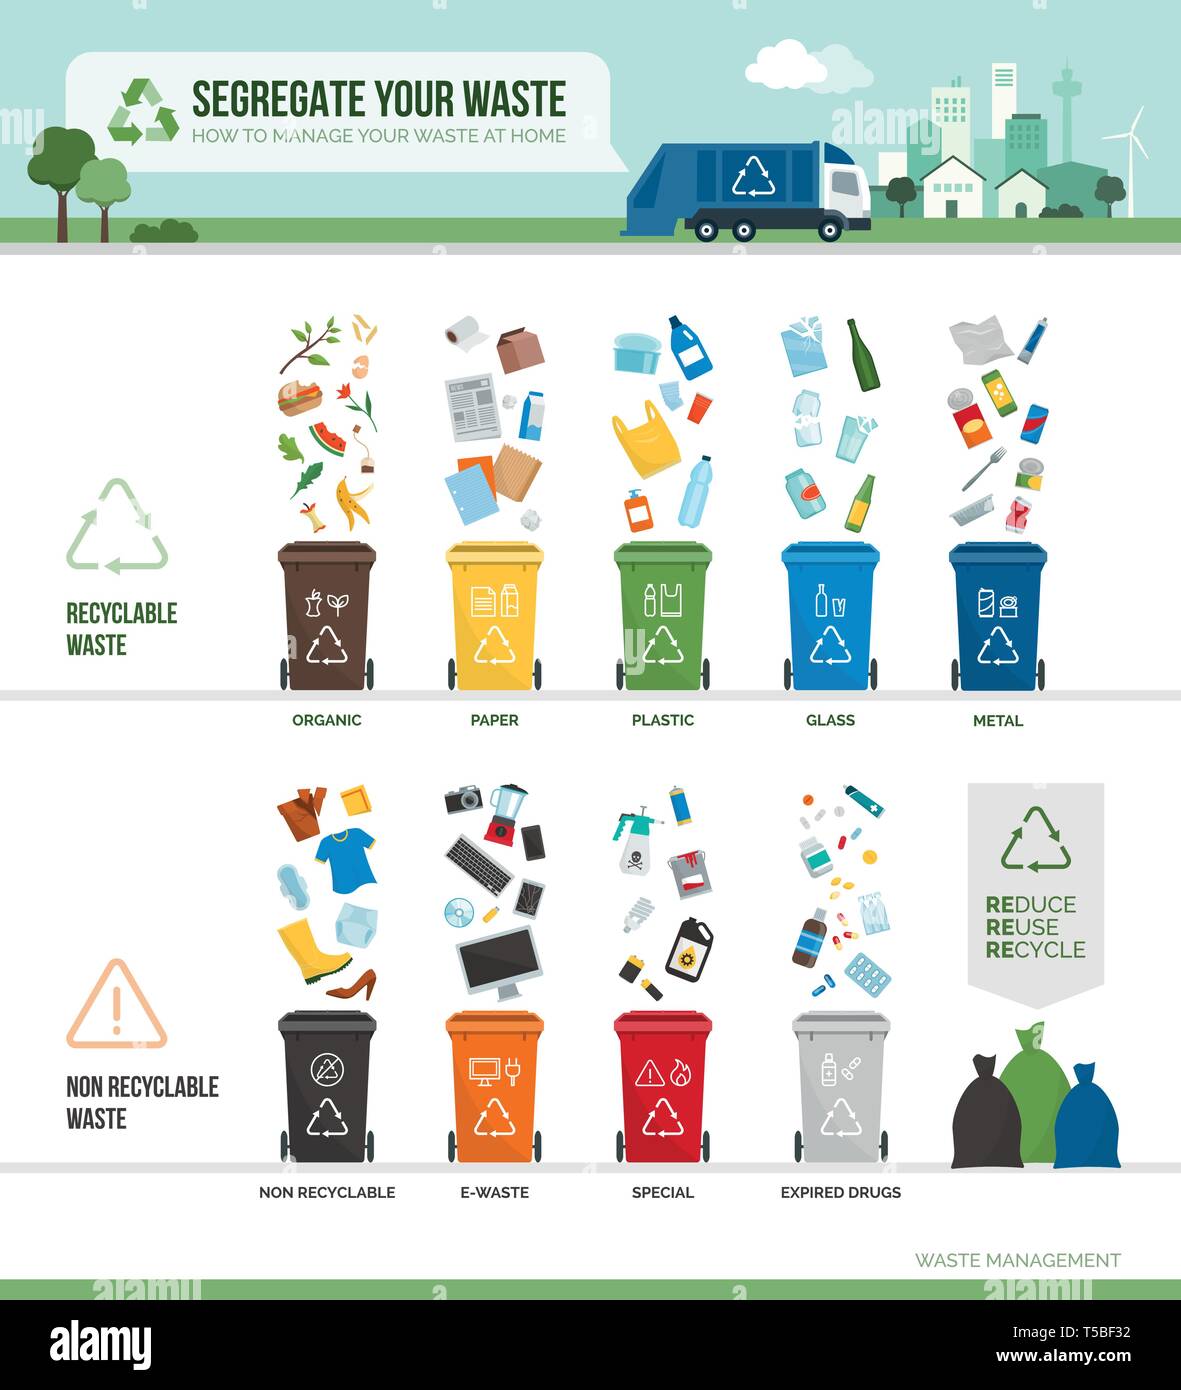 SEGREGATE YOUR WASTE
HOW TO MANAGE YOUR WASTE AT HOME
NEWS
RECYCLABLE
WASTE
ORGANIC
PAPER
PLASTIC
GLASS
METAL
REDUCE
REUSE
RECYCLE
NON RECYCLABLE
WASTE
NON RECYCLABLE
E-WASTE
SPECIAL
EXPIRED DRUGS
WASTE MANAGEMENT
alamy
alamy
Image ID: T5BF32
www.alamy.com